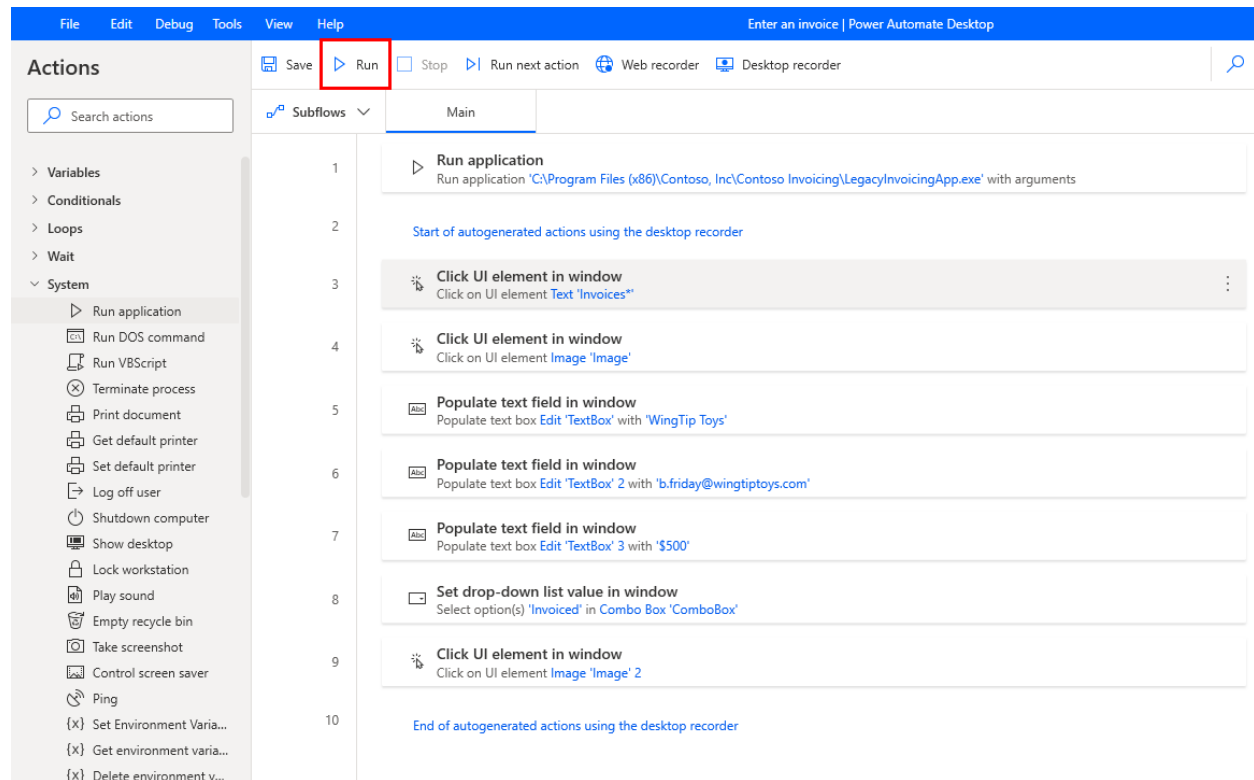 File Edit Debug Tools View Help Enter an invoice | Power Automate Desktop
Actions
Save Run Stop Run next action Web recorder Desktop recorder
Search actions
Subflows Main
Variables
Conditionals
Loops
Wait
System
Run application
Run DOS command
Run VBScript
Terminate process
Print document
Get default printer
Set default printer
Log off user
Shutdown computer
Show desktop
Lock workstation
Play sound
Empty recycle bin
Take screenshot
Control screen saver
Ping
{x} Set Environment Varia...
{x} Get environment varia...
{x} Delete environment v...
1 Run application
Run application 'C:\Program Files (x86)\Contoso, Inc\Contoso Invoicing\LegacyInvoicingApp.exe' with arguments
2 Start of autogenerated actions using the desktop recorder
3 Click UI element in window
Click on UI element Text 'Invoices*'
4 Click UI element in window
Click on UI element Image 'Image'
5 Abc Populate text field in window
Populate text box Edit 'TextBox' with 'WingTip Toys'
6 Abc Populate text field in window
Populate text box Edit 'TextBox' 2 with 'b.friday@wingtiptoys.com'
7 Abc Populate text field in window
Populate text box Edit 'TextBox' 3 with '$500'
8 Set drop-down list value in window
Select option(s) 'Invoiced' in Combo Box 'ComboBox'
9 Click UI element in window
Click on UI element Image 'Image' 2
10 End of autogenerated actions using the desktop recorder